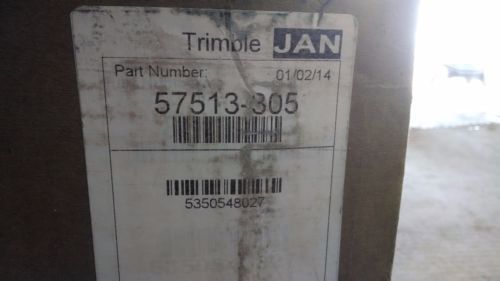 Trimble JAN
Part Number: 01/02/14
57513-305
5350548027